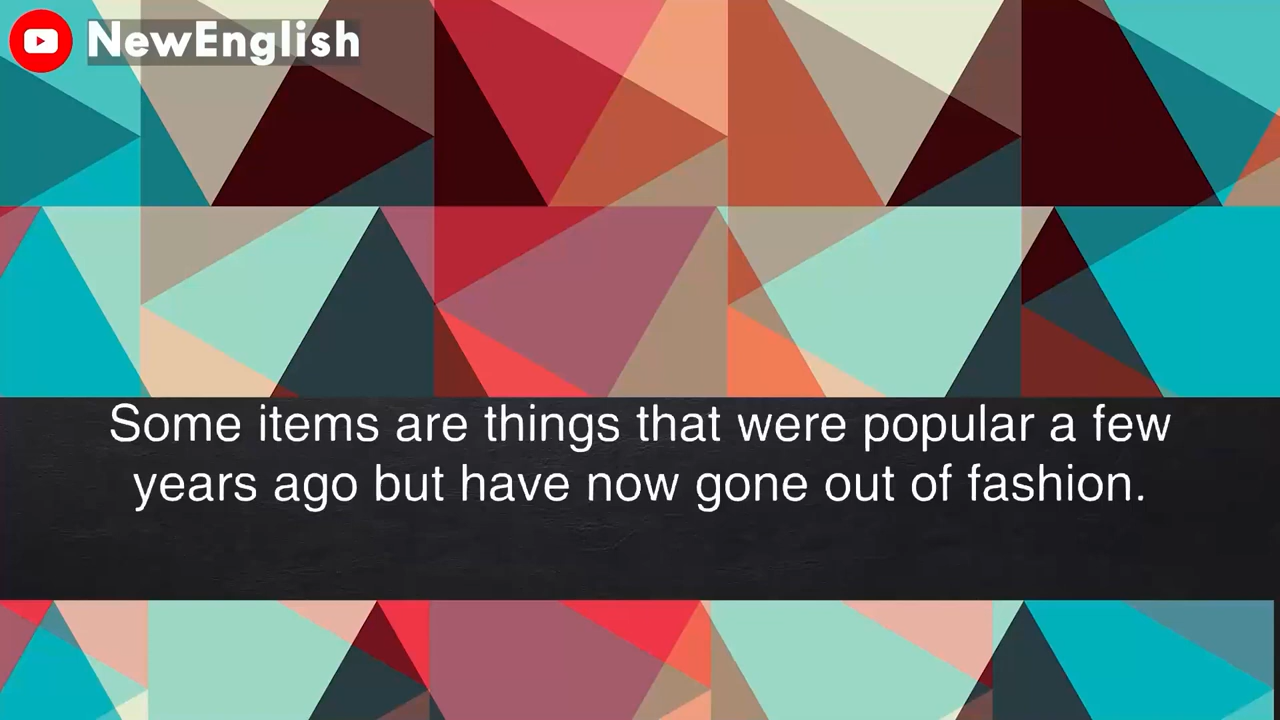 NewEnglish
Some items are things that were popular a few
years ago but have now gone out of fashion.